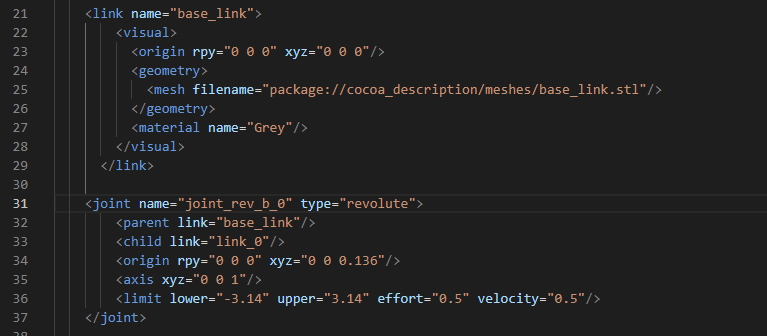 21 <link name="base_link">
22 <visual>
23 <origin rpy="0 0 0" xyz="0 0 0"/>
24 <geometry>
25 <mesh filename="package://cocoa_description/meshes/base_link.stl"/>
26 </geometry>
27 <material name="Grey"/>
28 </visual>
29 </link>
30
31 <joint name="joint_rev_b_0" type="revolute">
32 <parent link="base_link"/>
33 <child link="link_0"/>
34 <origin rpy="0 0 0" xyz="0 0 0.136"/>
35 <axis xyz="0 0 1"/>
36 <limit lower="-3.14" upper="3.14" effort="0.5" velocity="0.5"/>
37 </joint>